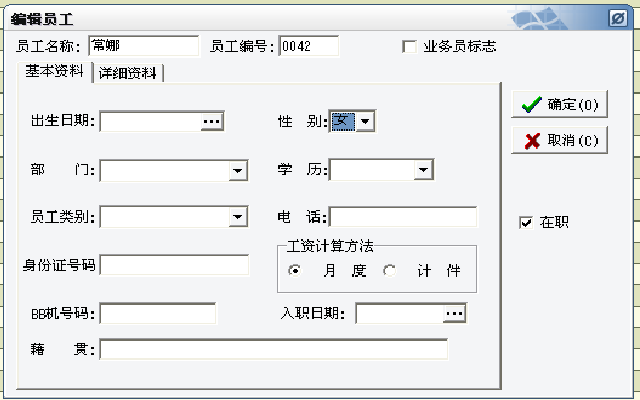 编辑员工
员工名称: 常娜 员工编号: 0042 业务员标志
基本资料 详细资料
出生日期: ... 性 别: 女
确定(O)
取消(C)
部 门: 学 历:
员工类别: 电 话:
在职
身份证号码
工资计算方法
月 度 计 件
BB机号码: 入职日期: ...
籍 贯: